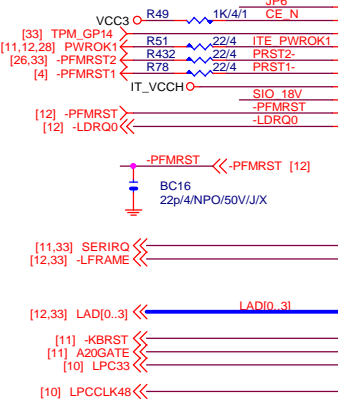 JP6
VCC3 R49 1K/4/1 CE_N
[33] TPM_GP14
[11,12,28] PWROK1 R51 22/4 ITE_PWROK1
[26,33] -PFMRST2 R432 22/4 PRST2-
[4] -PFMRST1 R78 22/4 PRST1-
IT_VCCH
SIO_18V
[12] -PFMRST -PFMRST
[12] -LDRQ0 -LDRQ0
-PFMRST -PFMRST [12]
BC16
22p/4/NPO/50V/J/X
[11,33] SERIRQ
[12,33] -LFRAME
[12,33] LAD[0..3] LAD[0..3]
[11] -KBRST
[11] A20GATE
[10] LPC33
[10] LPCCLK48